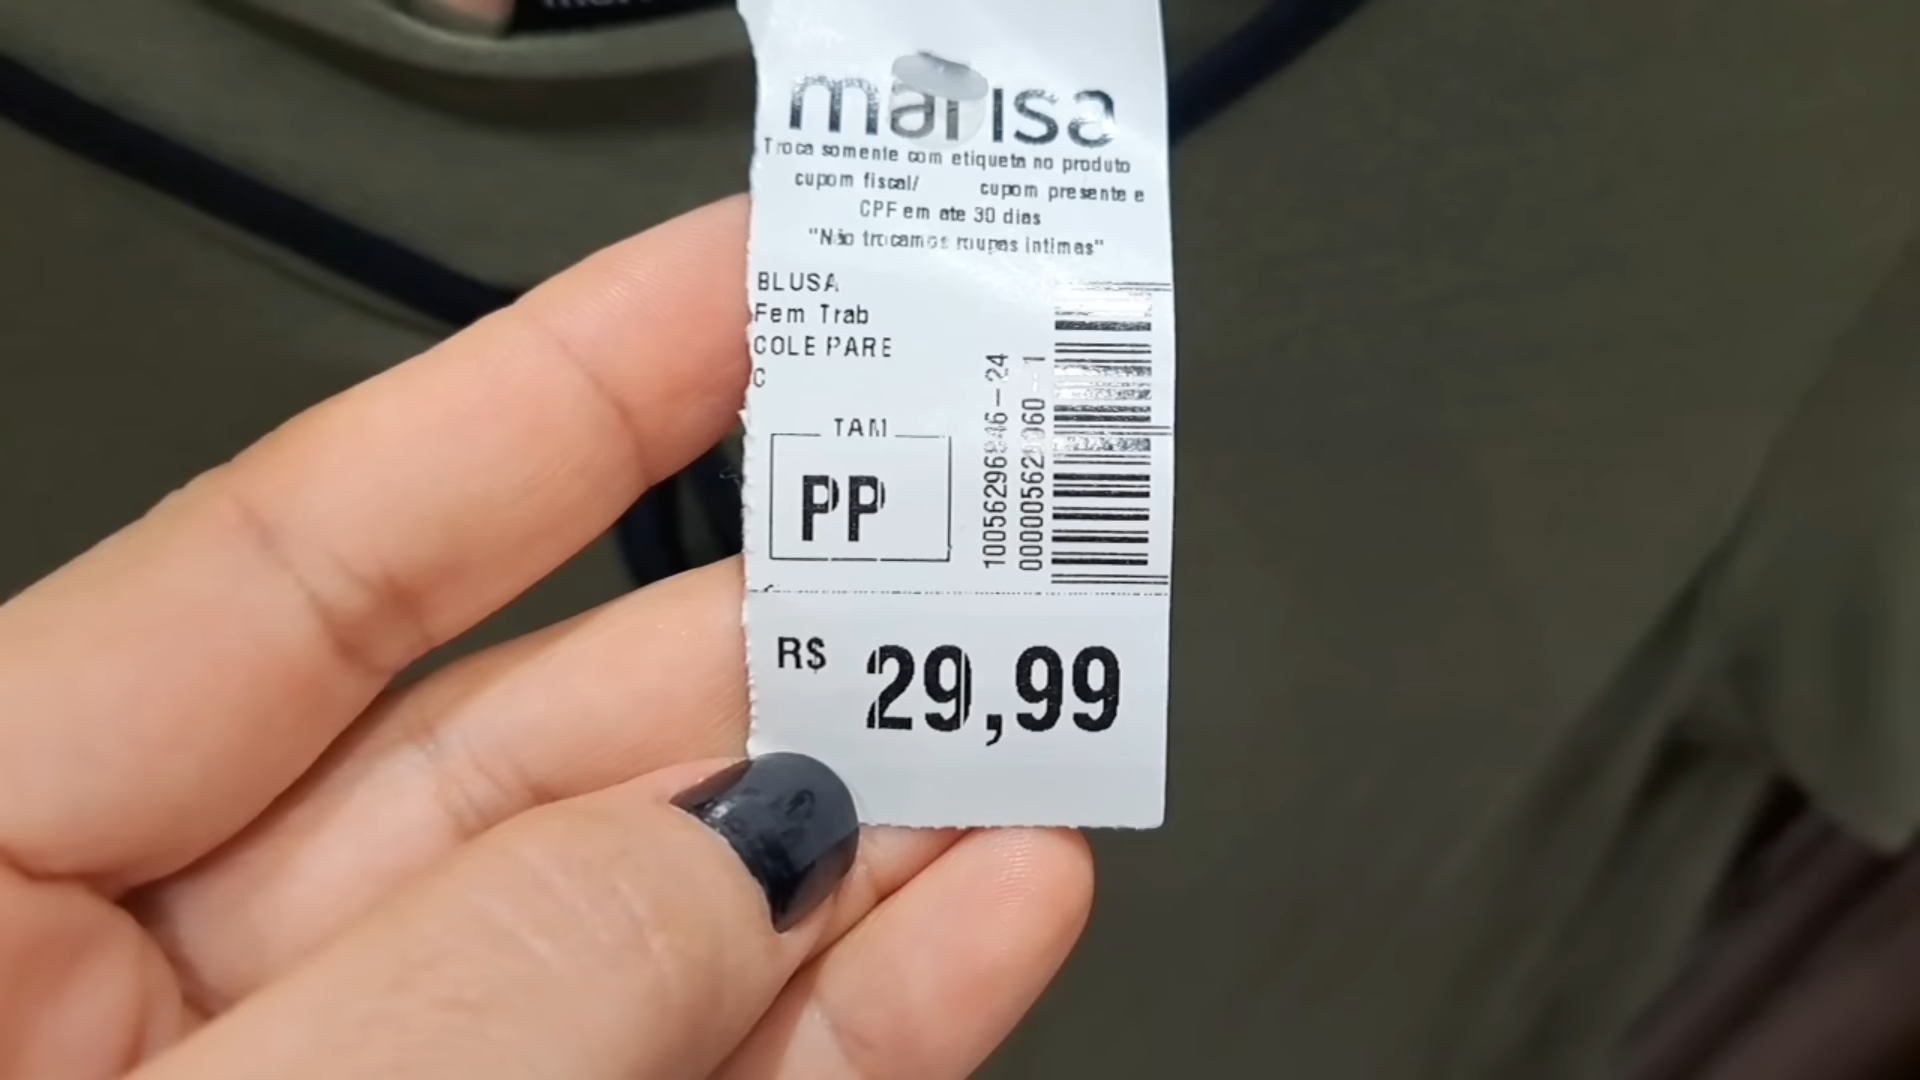 marisa
Troca somente com etiqueta no produto
cupom fiscal/ cupom presente e
CPF em ate 30 dias
"Não trocamos roupas intimas"
BLUSA
Fem Trab
COLE PARE
C
TAM
PP
R$ 29,99